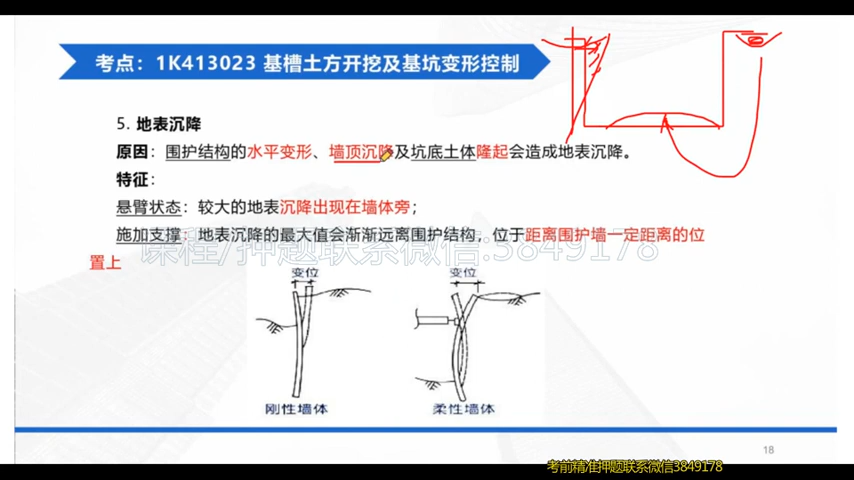 考点：1K413023 基槽土方开挖及基坑变形控制
5. 地表沉降
原因：围护结构的水平变形、墙顶沉降及坑底土体隆起会造成地表沉降。
特征：
悬臂状态：较大的地表沉降出现在墙体旁；
施加支撑：地表沉降的最大值会渐渐远离围护结构，位于距离围护墙一定距离的位
置上
课程/押题联系微信:3849178
变位
变位
刚性墙体
柔性墙体
18
考前精准押题联系微信3849178